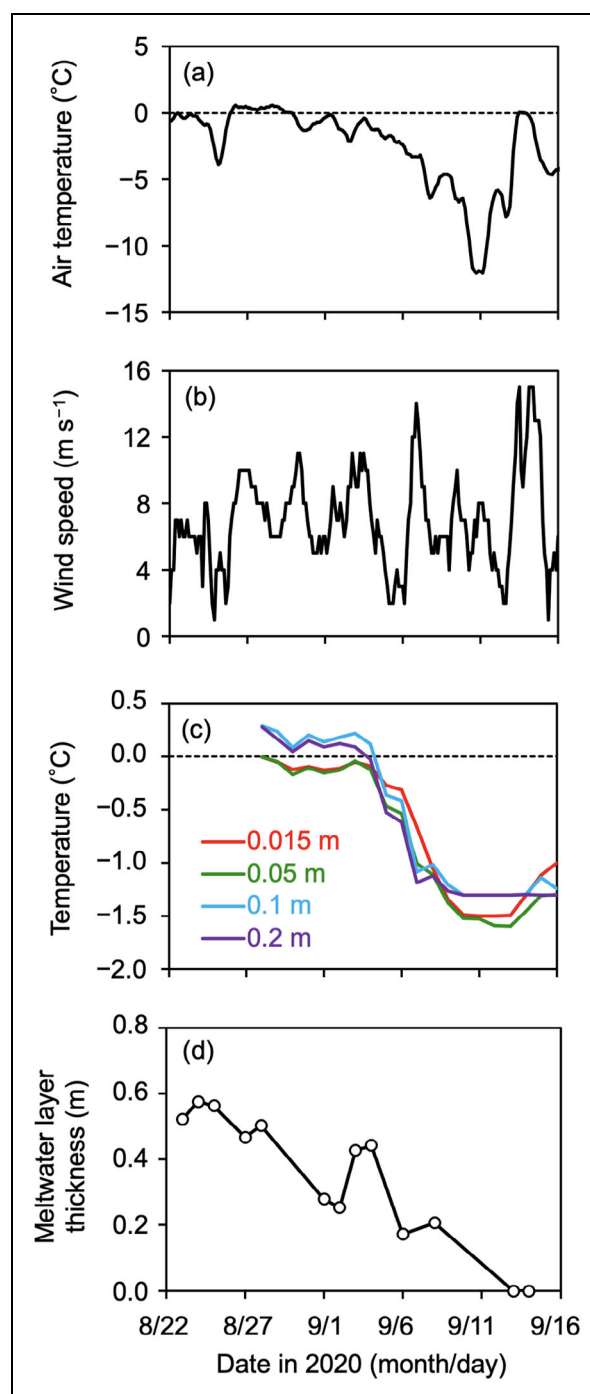 (a)
Air temperature (˚C)
5
0
−5
−10
−15
(b)
Wind speed (m s⁻¹)
16
12
8
4
0
(c)
Temperature (˚C)
0.5
0.0
−0.5
−1.0
−1.5
−2.0
0.015 m
0.05 m
0.1 m
0.2 m
(d)
Meltwater layer
thickness (m)
0.8
0.6
0.4
0.2
0.0
8/22 8/27 9/1 9/6 9/11 9/16
Date in 2020 (month/day)